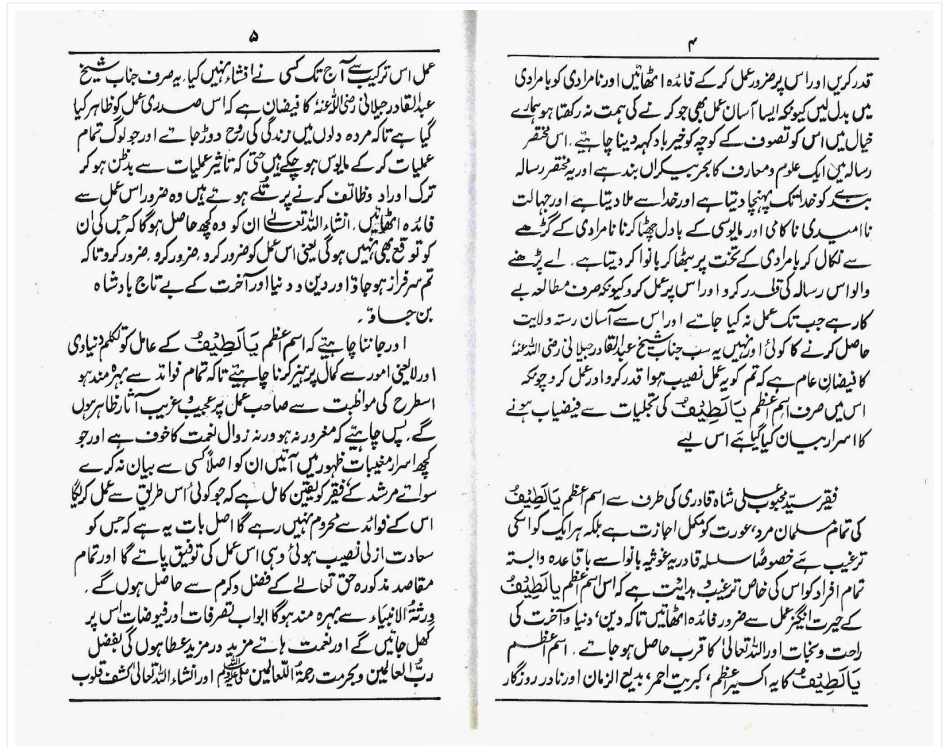 ۴
قدر کریں اور اس پر ضرور عمل کر کے فائدہ اٹھائیں اور نامرادی کو بامرادی
میں بدل لیں کیونکہ ایسا آسان عمل بھی جو کرنے کی ہمت نہ رکھتا ہو ہمارے
خیال میں اس کو تصوف کے کوچہ کو خیر باد کہہ دینا چاہیے۔ اس مختصر
رسالہ میں ایک علوم و معارف کا بحر بیکراں بند ہے اور یہ مختصر رسالہ
بندے کو خدا تک پہنچا دیتا ہے اور خدا سے ملا دیتا ہے اور جہالت
ناامیدی ناکامی اور مایوسی کے بادل چھٹا کر نا نامرادی کے گڑھے
سے نکال کر بامرادی کے تخت پر بیٹھا کر بانوا کر دیتا ہے۔ اے پڑھنے
والو اس رسالہ کی قدر کرو اور اس پر عمل کرو کیونکہ صرف مطالعہ بے
کار ہے جب تک عمل نہ کیا جائے اور اس سے آسان رستہ ولایت
حاصل کرنے کا کوئی اور نہیں یہ سب جناب شیخ عبدالقادر جیلانی رضی اللہ عنہ
کا فیضان عام ہے کہ تم کو یہ عمل نصیب ہوا قدر کرو اور عمل کرو چونکہ
اس میں صرف اسم اعظم یَا لَطِیْفُ کی تجلیات سے فیضیاب ہونے
کا اسرار بیان کیا گیا ہے اس لیے
فقیر سید محبوب علی شاہ قادری کی طرف سے اسم اعظم یَا لَطِیْفُ
کی تمام مسلمان مرد، عورت کو مکمل اجازت ہے بلکہ ہر ایک کو اسکی
ترغیب ہے خصوصًا سلسلہ قادریہ غوثیہ بانوا سے باقاعدہ وابستہ
تمام افراد کو اس کی خاص ترغیب و ہدایت ہے کہ اس اسم اعظم یَا لَطِیْفُ
کے حیرت انگیز عمل سے ضرور فائدہ اٹھائیں تاکہ دین، دنیا و آخرت کی
راحت و نجات اور اللہ تعالیٰ کا قرب حاصل ہو جائے۔ اسم اعظم
یَا لَطِیْفُ کا یہ اکسیر اعظم، کبریت احمر، بدیع الزمان اور نادر روزگار
۵
عمل اس ترکیب سے آج تک کسی نے افشاء نہیں کیا، یہ صرف جناب شیخ
عبدالقادر جیلانی رضی اللہ عنہ کا فیضان ہے کہ اس صدری عمل کو ظاہر کیا
گیا ہے تاکہ مردہ دلوں میں زندگی کی روح دوڑ جائے اور جو لوگ تمام
عملیات کر کے مایوس ہو چکے ہیں حتی کہ تاثیر عملیات سے بدظن ہو کر
ترک اوراد وظائف کرنے پر تلے ہوئے ہیں وہ ضرور اس عمل سے
فائدہ اٹھائیں۔ انشاء اللہ تعالےٰ ان کو وہ کچھ حاصل ہوگا کہ جس کی ان
کو توقع بھی نہیں ہو گی یعنی اس عمل کو ضرور کرو، ضرور کرو، ضرور کرو تاکہ
تم سرفراز ہو جاؤ اور دین و دنیا اور آخرت کے بے تاج بادشاہ
بن جاؤ۔
اور جاننا چاہیے کہ اسم اعظم یَا لَطِیْفُ کے عامل کو تکلم دنیاوی
اور لایعنی امور سے کمال پرہیز کرنا چاہیے تاکہ تمام فوائد سے بہرہ مند ہو
اسطرح کی مواظبت سے صاحب عمل پر عجیب غریب آثار ظاہر ہوں
گے، پس چاہیے کہ مغرور نہ ہو ورنہ زوال نعمت کا خوف ہے اور جو
کچھ اسرار مغیبات ظہور میں آئیں ان کو اصلاً کسی سے بیان نہ کرے
سوائے مرشد کے فقیر کو یقین کامل ہے کہ جو کوئی اس طریق سے عمل کریگا
اس کے فوائد سے محروم نہیں رہے گا اصل بات یہ ہے کہ جس کو
سعادت ازلی نصیب ہوئی وہی اس عمل کی توفیق پائے گا اور تمام
مقاصد مذکورہ حق تعالےٰ کے فضل و کرم سے حاصل ہوں گے۔
ورثۃ الانبیاء سے بہرہ مند ہوگا ابواب تصرفات اور فیوضات اس پر
کھل جائیں گے اور نعمت ہائے مزید در مزید عطا ہوں گی بفضل
رب العالمین و بحرمت رحمۃ اللعالمین ﷺ اور انشاء اللہ تعالیٰ کشف قلوب